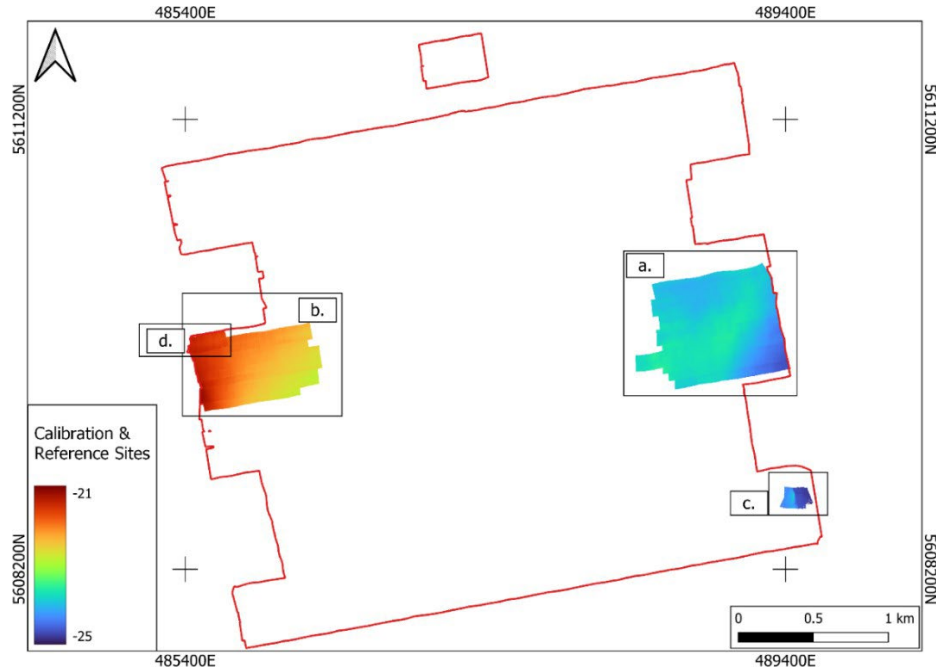 485400E
489400E
5611200N
5611200N
a.
b.
d.
Calibration &
Reference Sites
-21
c.
5608200N
5608200N
-25
0
0.5
1 km
485400E
489400E